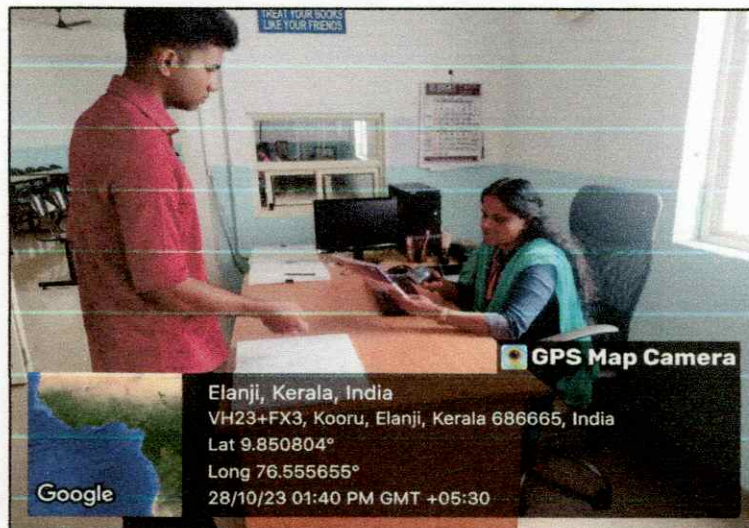 TREAT YOUR BOOKS
LIKE YOUR FRIENDS
GPS Map Camera
Elanji, Kerala, India
VH23+FX3, Kooru, Elanji, Kerala 686665, India
Lat 9.850804°
Long 76.555655°
28/10/23 01:40 PM GMT +05:30
Google